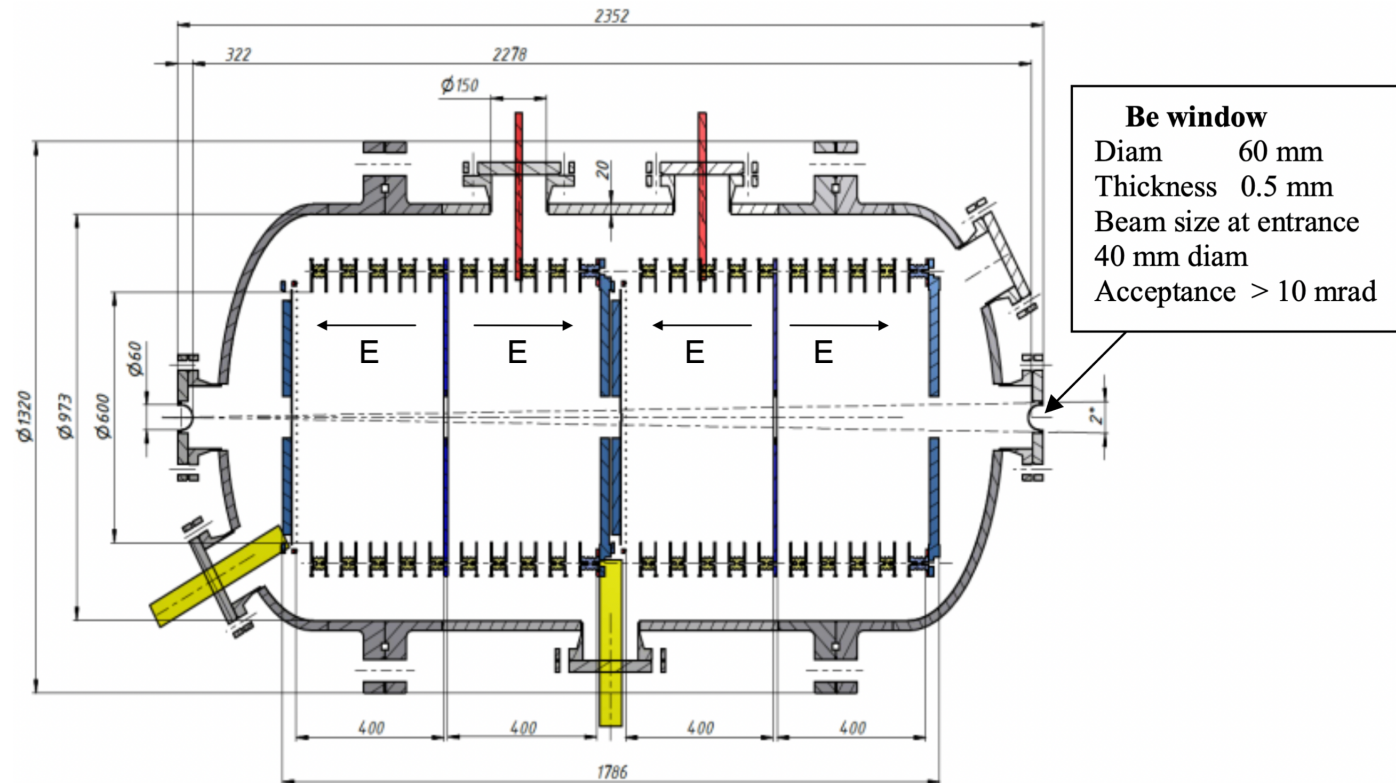 2352
322
2278
Ø150
20
Be window
Diam 60 mm
Thickness 0.5 mm
Beam size at entrance
40 mm diam
Acceptance > 10 mrad
E
E
E
E
Ø60
Ø600
Ø973
Ø1320
2°
400
400
400
400
1786